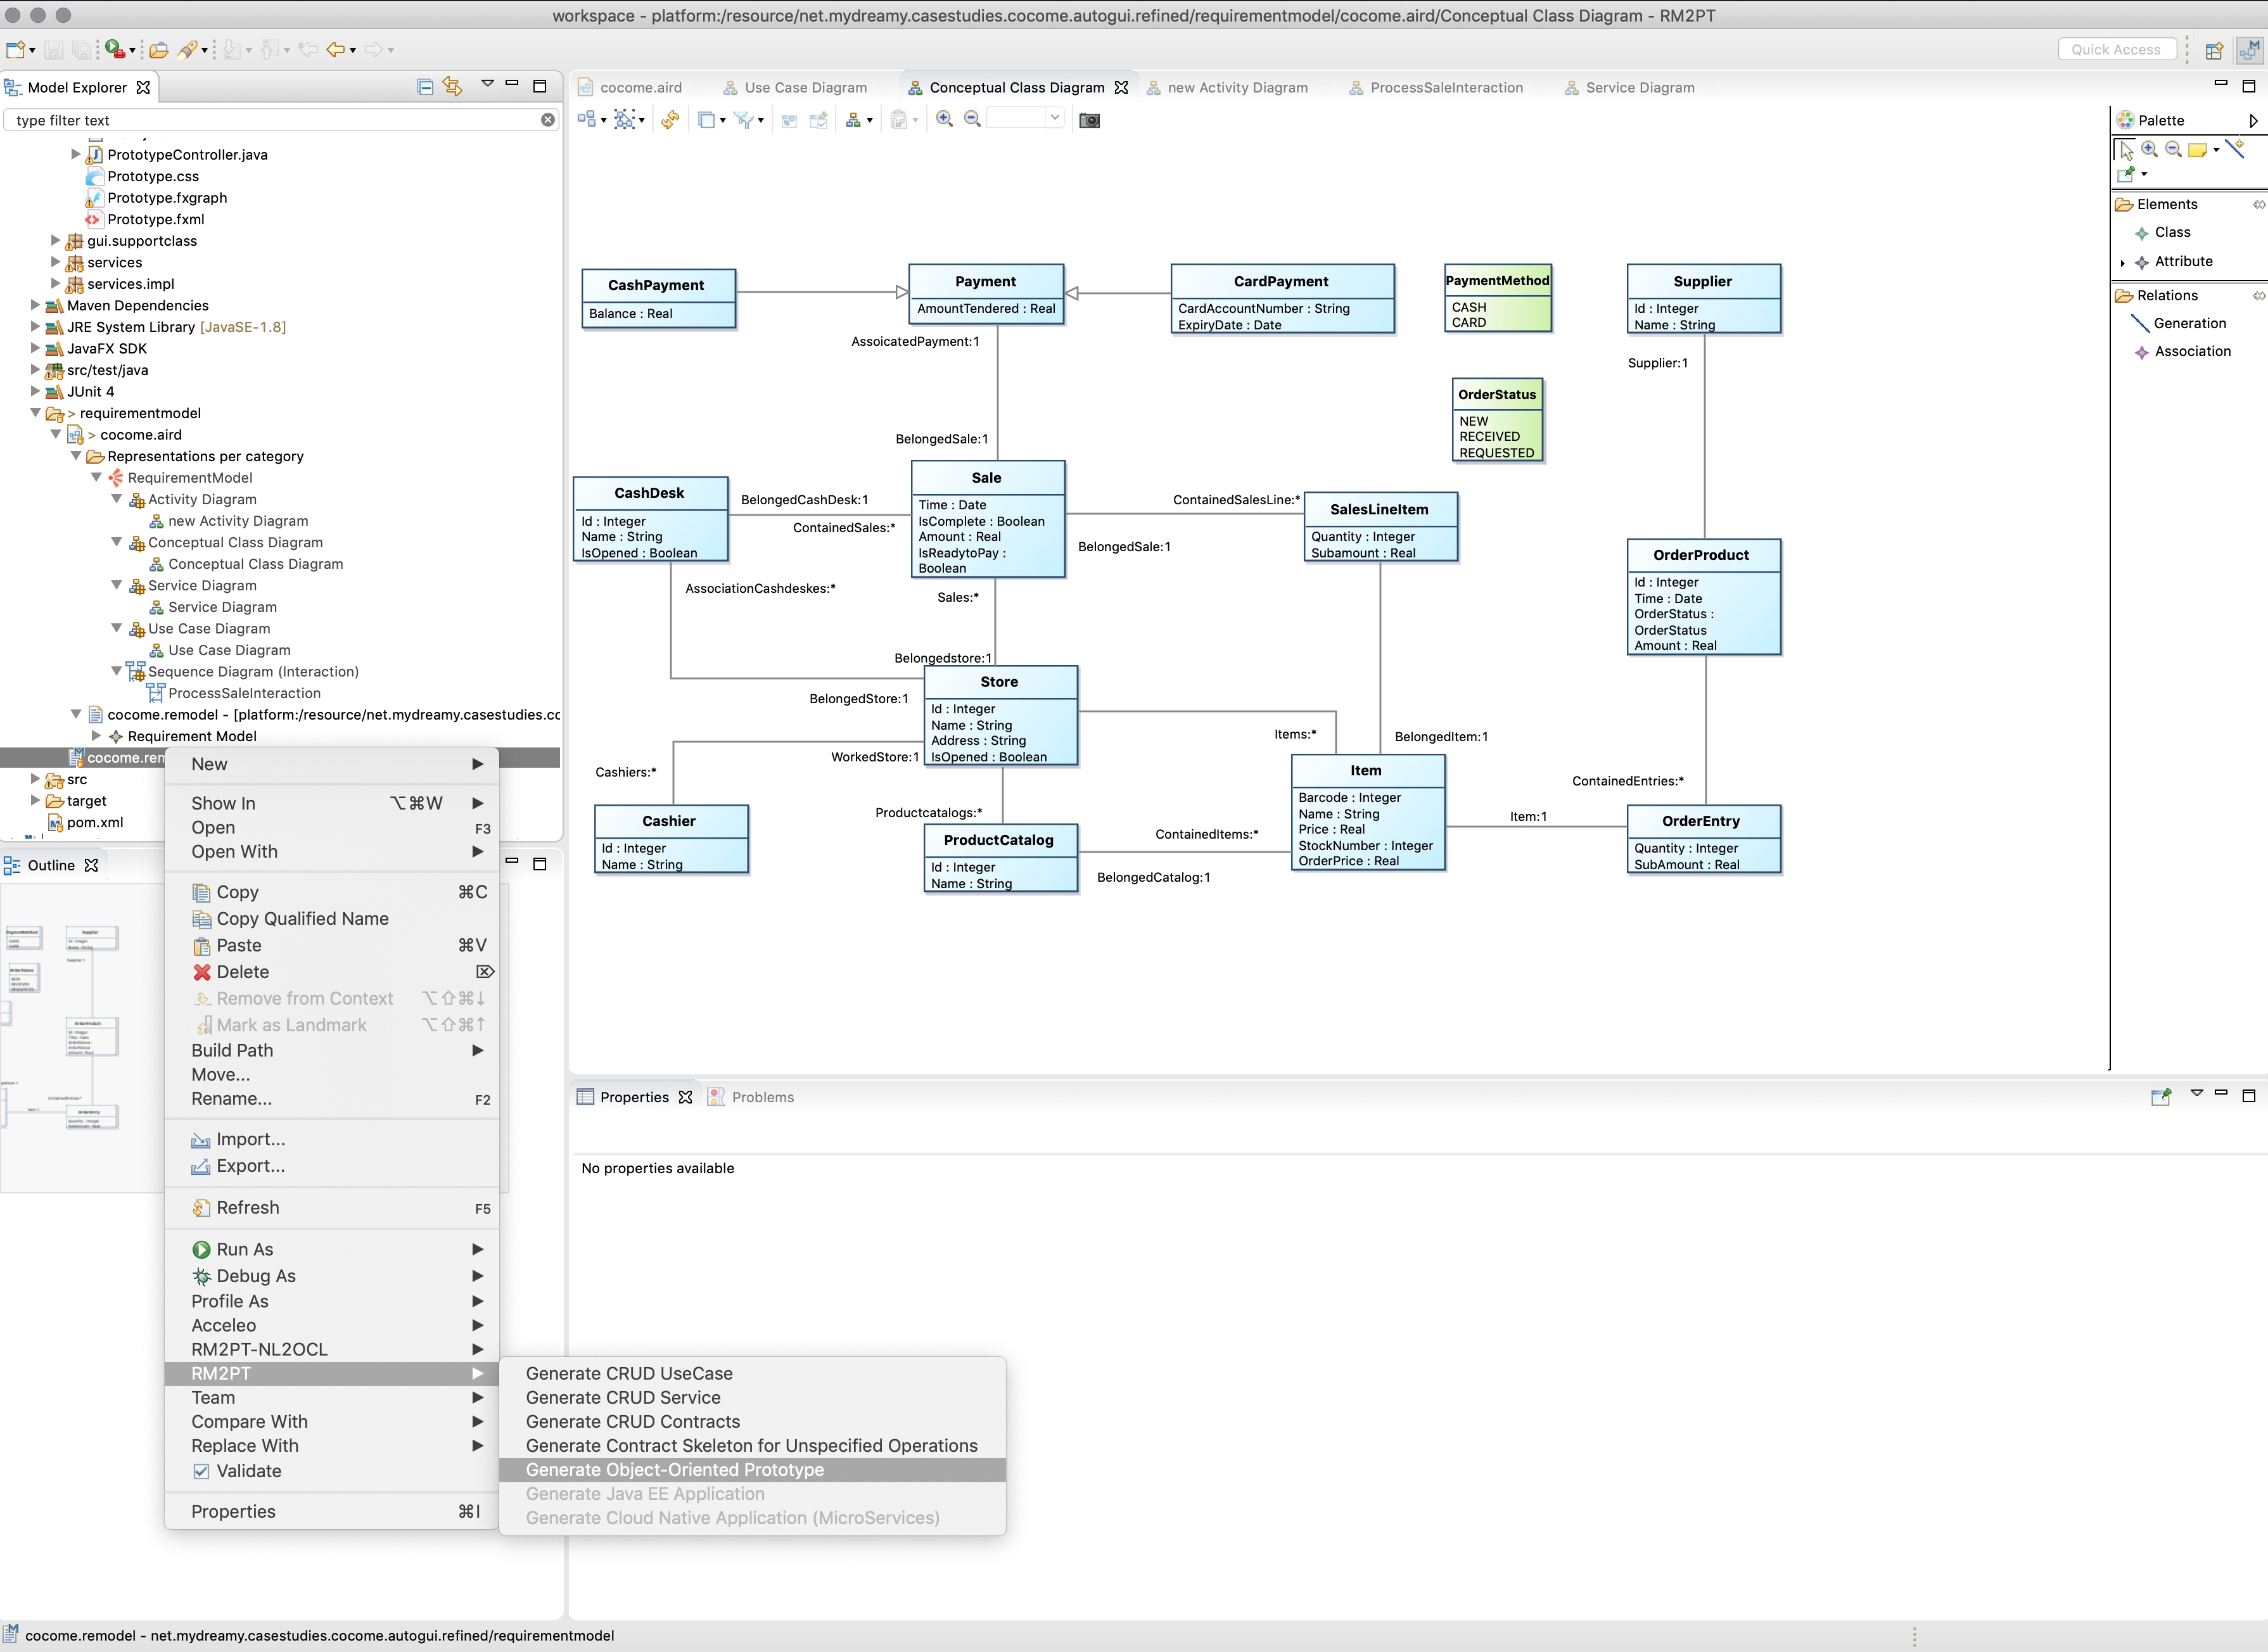 workspace - platform:/resource/net.mydreamy.casestudies.cocome.autogui.refined/requirementmodel/cocome.aird/Conceptual Class Diagram - RM2PT
Quick Access
Model Explorer
type filter text
PrototypeController.java
Prototype.css
Prototype.fxgraph
Prototype.fxml
gui.supportclass
services
services.impl
Maven Dependencies
JRE System Library [JavaSE-1.8]
JavaFX SDK
src/test/java
JUnit 4
> requirementmodel
> cocome.aird
Representations per category
RequirementModel
Activity Diagram
new Activity Diagram
Conceptual Class Diagram
Conceptual Class Diagram
Service Diagram
Service Diagram
Use Case Diagram
Use Case Diagram
Sequence Diagram (Interaction)
ProcessSaleInteraction
cocome.remodel - [platform:/resource/net.mydreamy.casestudies.cc
Requirement Model
cocome.rem
src
target
pom.xml
Outline
New
Show In ⌥⌘W
Open F3
Open With
Copy ⌘C
Copy Qualified Name
Paste ⌘V
Delete ⌦
Remove from Context ⌥⇧⌘↓
Mark as Landmark ⌥⇧⌘↑
Build Path
Move...
Rename... F2
Import...
Export...
Refresh F5
Run As
Debug As
Profile As
Acceleo
RM2PT-NL2OCL
RM2PT
Team
Compare With
Replace With
Validate
Properties ⌘I
Generate CRUD UseCase
Generate CRUD Service
Generate CRUD Contracts
Generate Contract Skeleton for Unspecified Operations
Generate Object-Oriented Prototype
Generate Java EE Application
Generate Cloud Native Application (MicroServices)
cocome.aird
Use Case Diagram
Conceptual Class Diagram
new Activity Diagram
ProcessSaleInteraction
Service Diagram
CashPayment
Balance : Real
Payment
AmountTendered : Real
CardPayment
CardAccountNumber : String
ExpiryDate : Date
PaymentMethod
CASH
CARD
Supplier
Id : Integer
Name : String
AssoicatedPayment:1
Supplier:1
OrderStatus
NEW
RECEIVED
REQUESTED
BelongedSale:1
CashDesk
Id : Integer
Name : String
IsOpened : Boolean
BelongedCashDesk:1
ContainedSales:*
Sale
Time : Date
IsComplete : Boolean
Amount : Real
IsReadytoPay :
Boolean
ContainedSalesLine:*
BelongedSale:1
SalesLineItem
Quantity : Integer
Subamount : Real
OrderProduct
Id : Integer
Time : Date
OrderStatus :
OrderStatus
Amount : Real
AssociationCashdeskes:*
Sales:*
Belongedstore:1
BelongedStore:1
Store
Id : Integer
Name : String
Address : String
IsOpened : Boolean
Items:*
BelongedItem:1
WorkedStore:1
Cashiers:*
Cashier
Id : Integer
Name : String
Productcatalogs:*
ProductCatalog
Id : Integer
Name : String
ContainedItems:*
BelongedCatalog:1
Item
Barcode : Integer
Name : String
Price : Real
StockNumber : Integer
OrderPrice : Real
Item:1
ContainedEntries:*
OrderEntry
Quantity : Integer
SubAmount : Real
Palette
Elements
Class
Attribute
Relations
Generation
Association
Properties
Problems
No properties available
cocome.remodel - net.mydreamy.casestudies.cocome.autogui.refined/requirementmodel